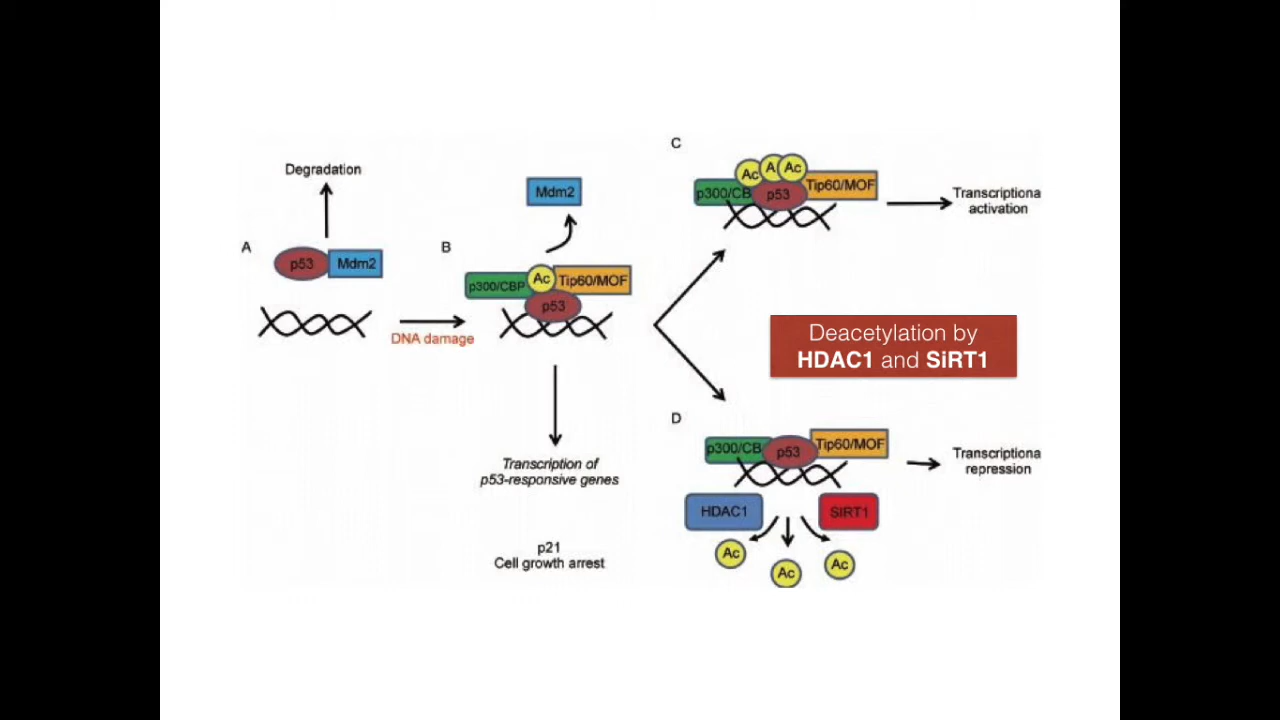 Degradation
A
p53
Mdm2
DNA damage
B
Mdm2
p300/CBP
Ac
Tip60/MOF
p53
Transcription of
p53-responsive genes
p21
Cell growth arrest
C
Ac
A
Ac
p300/CB
p53
Tip60/MOF
Transcriptiona
activation
Deacetylation by
HDAC1 and SiRT1
D
p300/CB
p53
Tip60/MOF
Transcriptiona
repression
HDAC1
SIRT1
Ac
Ac
Ac